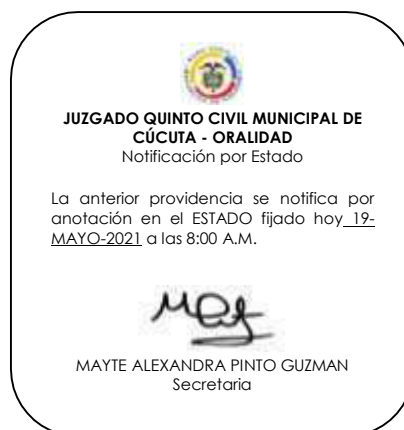 JUZGADO QUINTO CIVIL MUNICIPAL DE
CÚCUTA - ORALIDAD
Notificación por Estado
La anterior providencia se notifica por
anotación en el ESTADO fijado hoy 19-
MAYO-2021 a las 8:00 A.M.
MAYTE ALEXANDRA PINTO GUZMAN
Secretaria